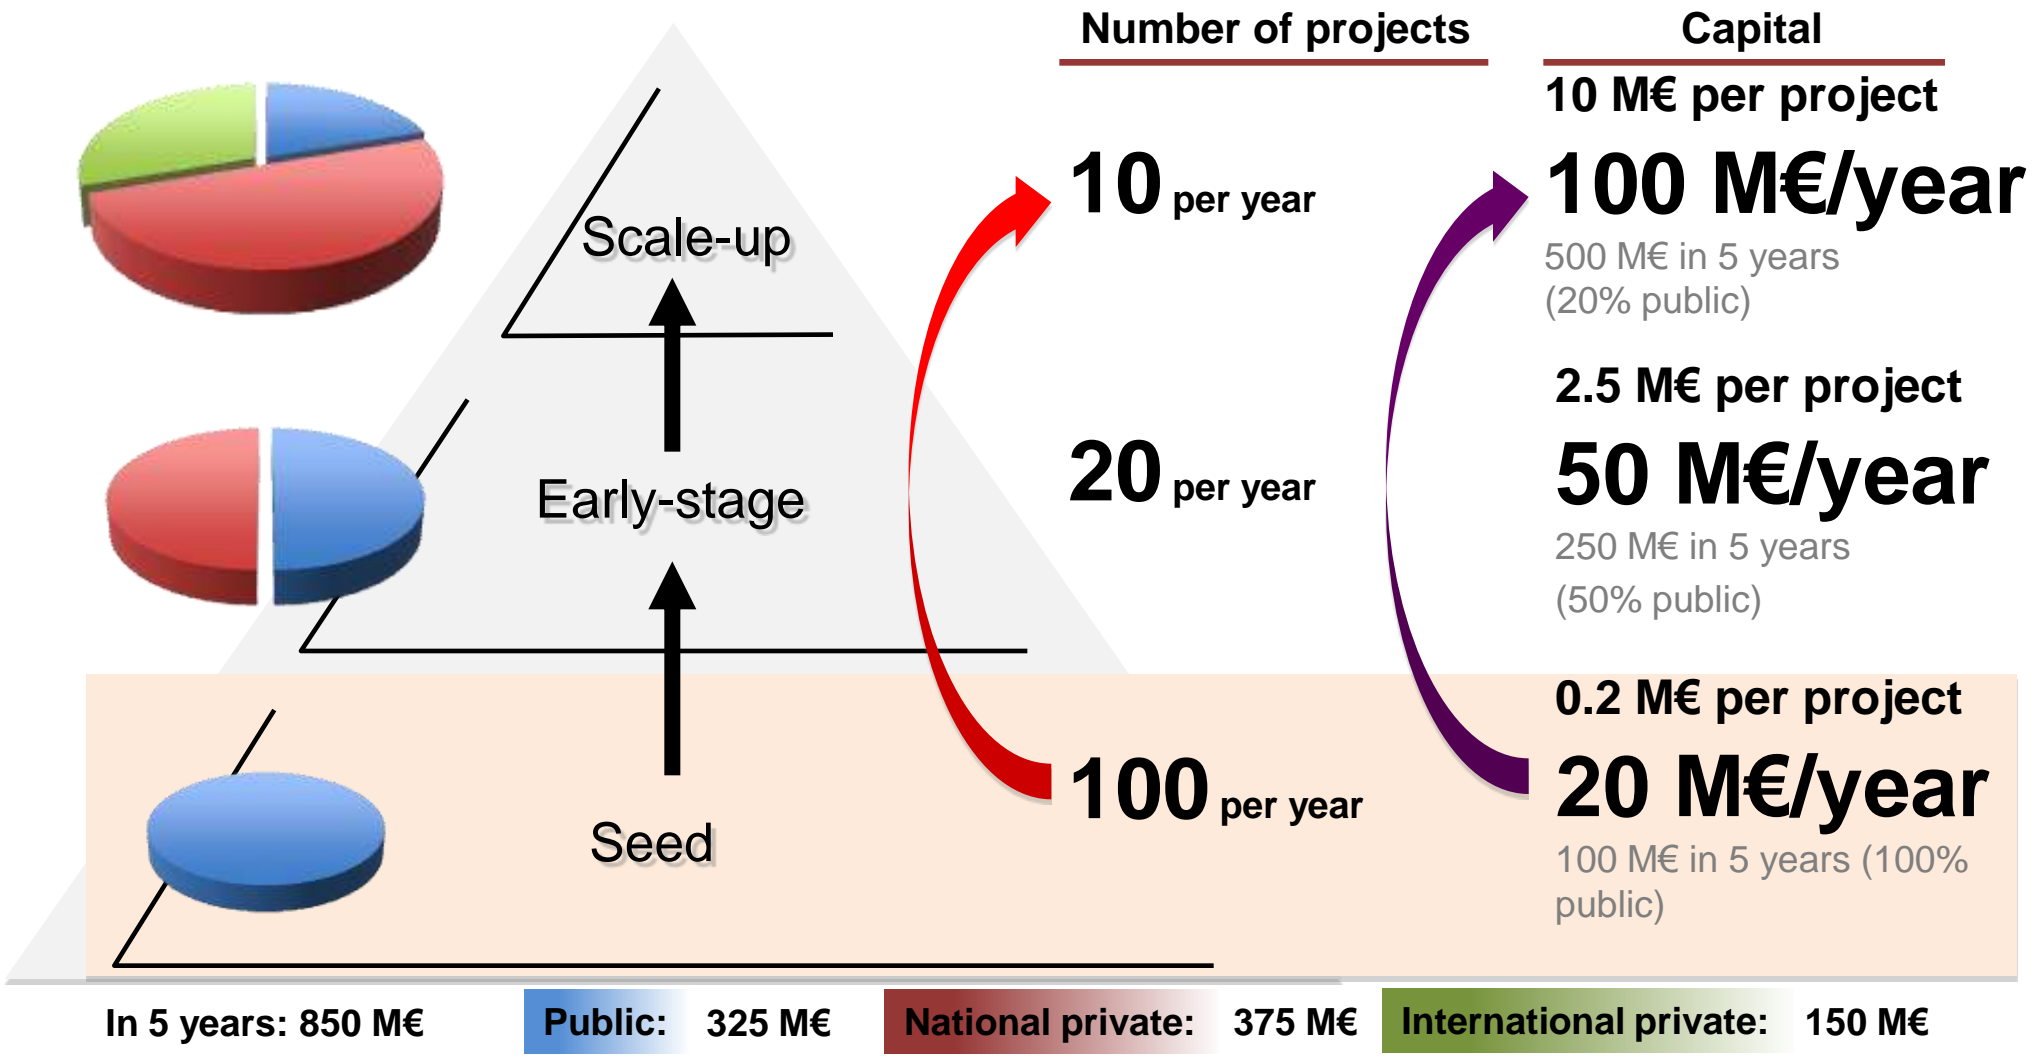 Number of projects
Capital
10 M€ per project
10 per year
100 M€/year
Scale-up
500 M€ in 5 years
(20% public)
2.5 M€ per project
20 per year
50 M€/year
Early-stage
250 M€ in 5 years
(50% public)
0.2 M€ per project
100 per year
20 M€/year
Seed
100 M€ in 5 years (100%
public)
In 5 years: 850 M€
Public: 325 M€
National private: 375 M€
International private: 150 M€